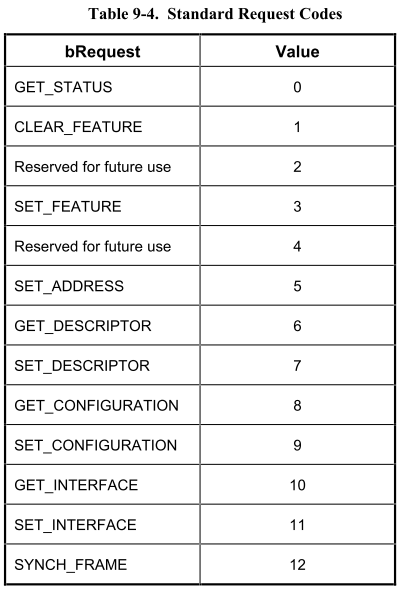 Table 9-4. Standard Request Codes
bRequest Value
GET_STATUS 0
CLEAR_FEATURE 1
Reserved for future use 2
SET_FEATURE 3
Reserved for future use 4
SET_ADDRESS 5
GET_DESCRIPTOR 6
SET_DESCRIPTOR 7
GET_CONFIGURATION 8
SET_CONFIGURATION 9
GET_INTERFACE 10
SET_INTERFACE 11
SYNCH_FRAME 12